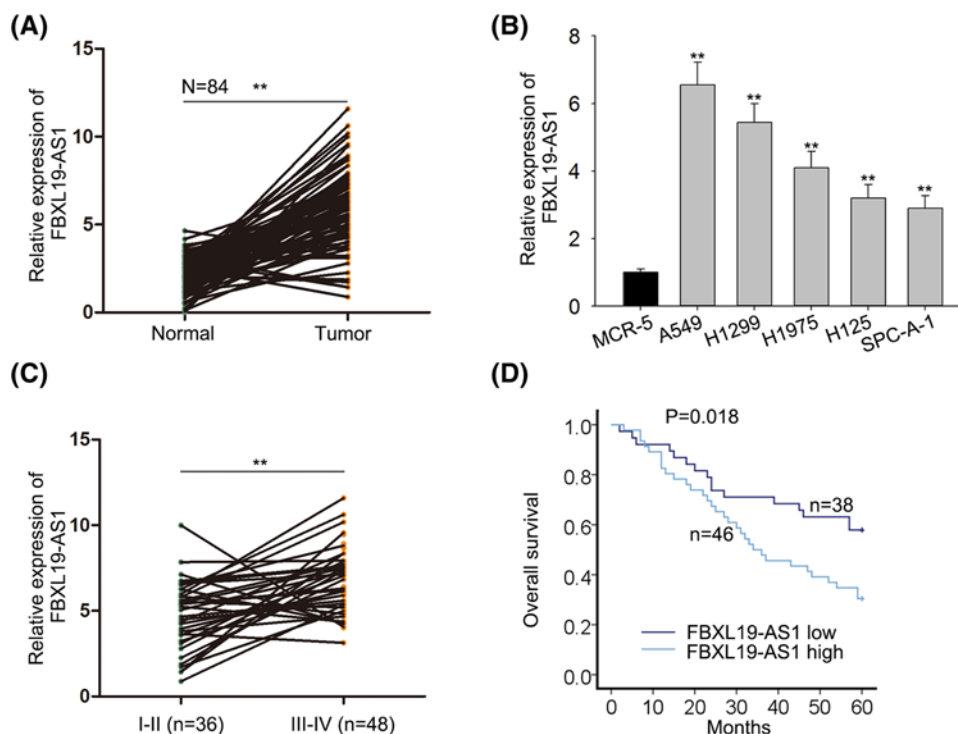 (A)
Relative expression of
FBXL19-AS1
15
10
5
0
N=84
**
Normal
Tumor
(B)
Relative expression of
FBXL19-AS1
8
6
4
2
0
**
**
**
**
**
MCR-5
A549
H1299
H1975
H125
SPC-A-1
(C)
Relative expression of
FBXL19-AS1
15
10
5
0
**
I-II (n=36)
III-IV (n=48)
(D)
Overall survival
1.0
0.8
0.6
0.4
0.2
0.0
P=0.018
n=38
n=46
FBXL19-AS1 low
FBXL19-AS1 high
0 10 20 30 40 50 60
Months